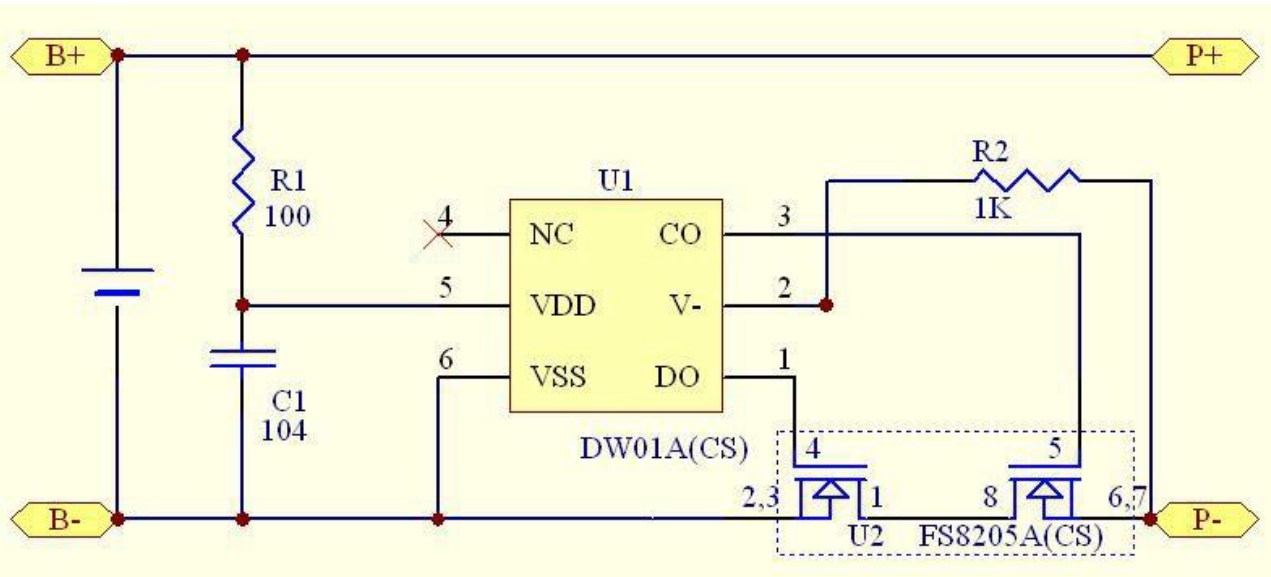 B+
P+
R1
100
R2
1K
U1
4
NC
CO
3
5
VDD
V-
2
6
VSS
DO
1
C1
104
DW01A(CS)
4
5
2,3
1
8
6,7
B-
U2
FS8205A(CS)
P-